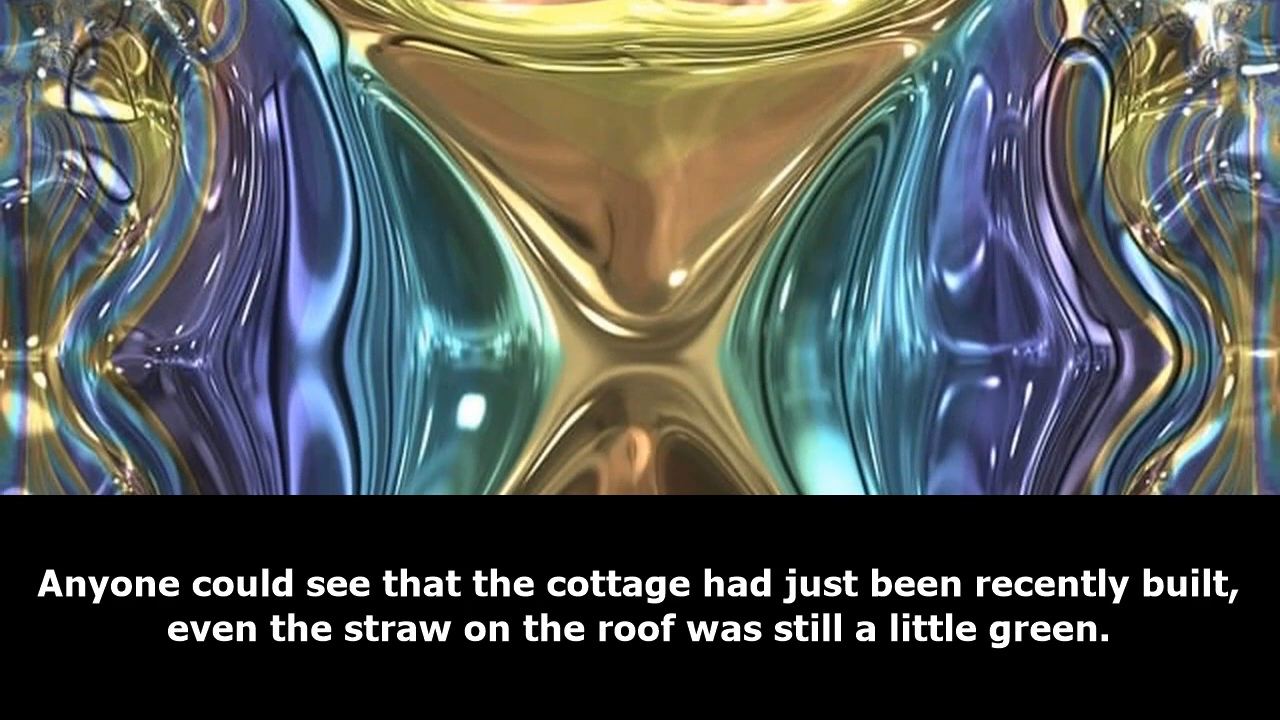 Anyone could see that the cottage had just been recently built,
even the straw on the roof was still a little green.